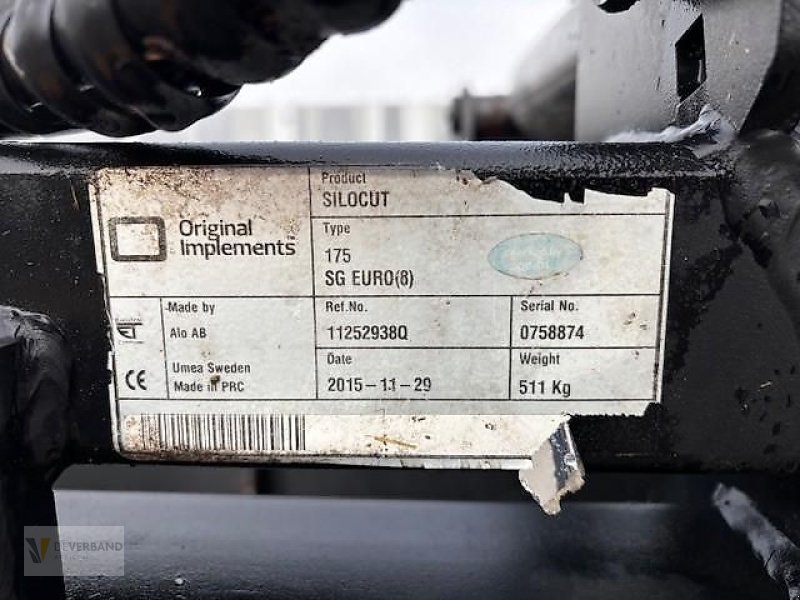 Original
Implements
Product
SILOCUT
Type
175
SG EURO(8)
Made by
Alo AB
Umea Sweden
Made in PRC
CE
Ref.No.
11252938Q
Serial No.
0758874
Date
2015-11-29
Weight
511 Kg
BEVERBAND